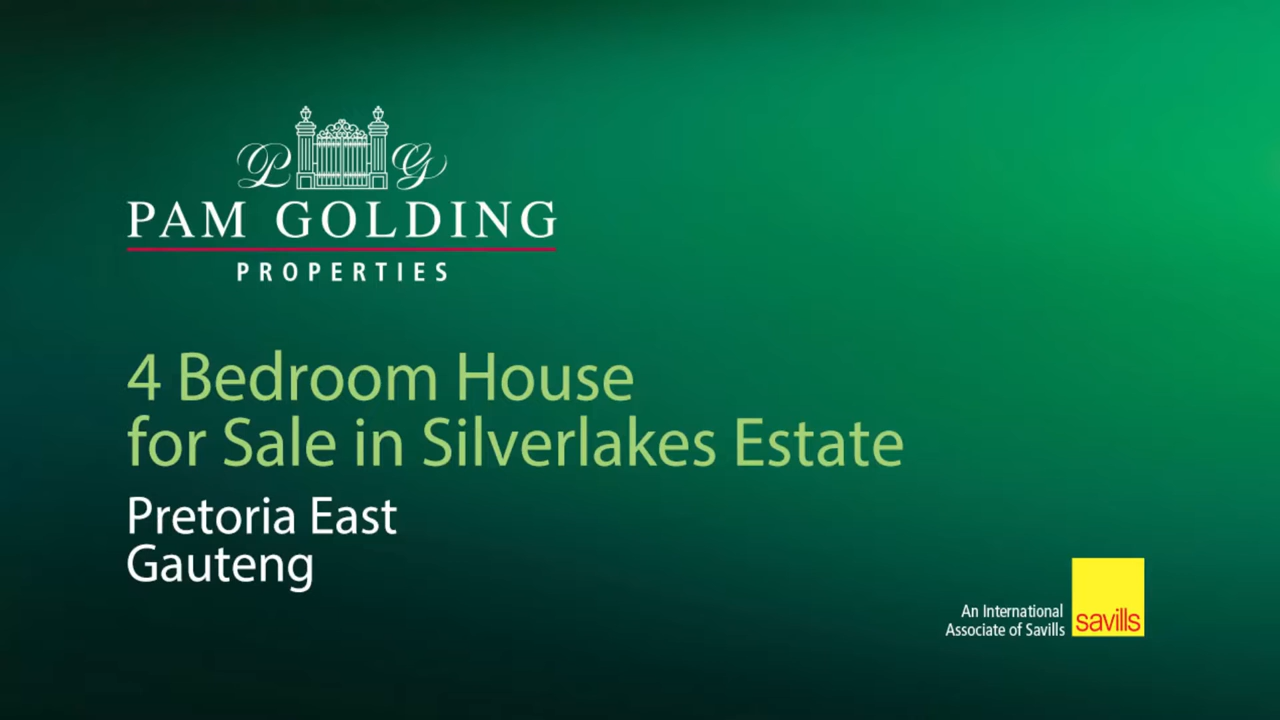 P G
PAM GOLDING
PROPERTIES
4 Bedroom House
for Sale in Silverlakes Estate
Pretoria East
Gauteng
An International
Associate of Savills
savills